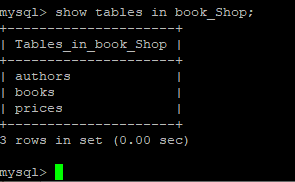 mysql> show tables in book_Shop;
+---------------------+
| Tables_in_book_Shop |
+---------------------+
| authors             |
| books               |
| prices              |
+---------------------+
3 rows in set (0.00 sec)
mysql>